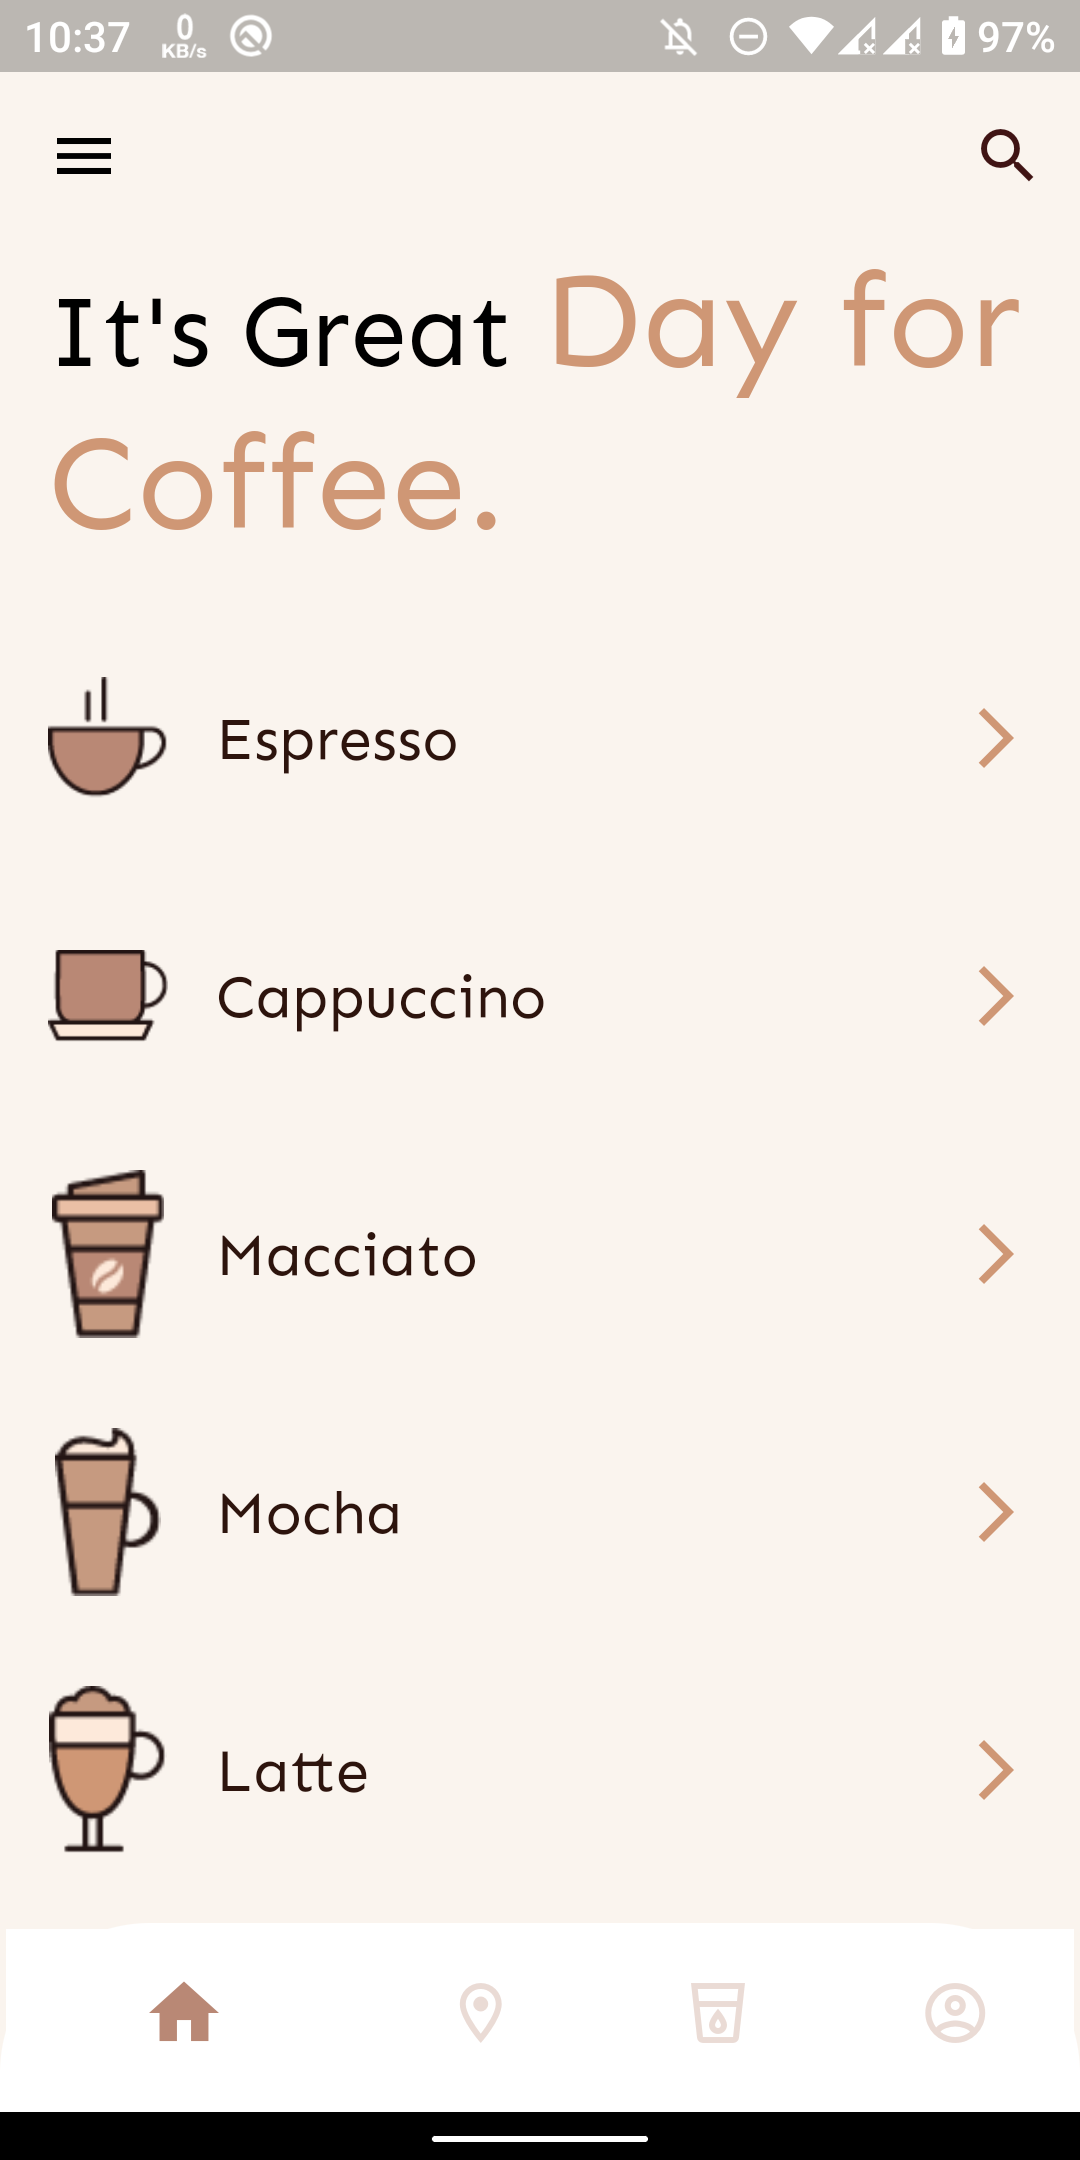 10:37 0 KB/s 97%
It's Great Day for
Coffee.
Espresso
Cappuccino
Macciato
Mocha
Latte